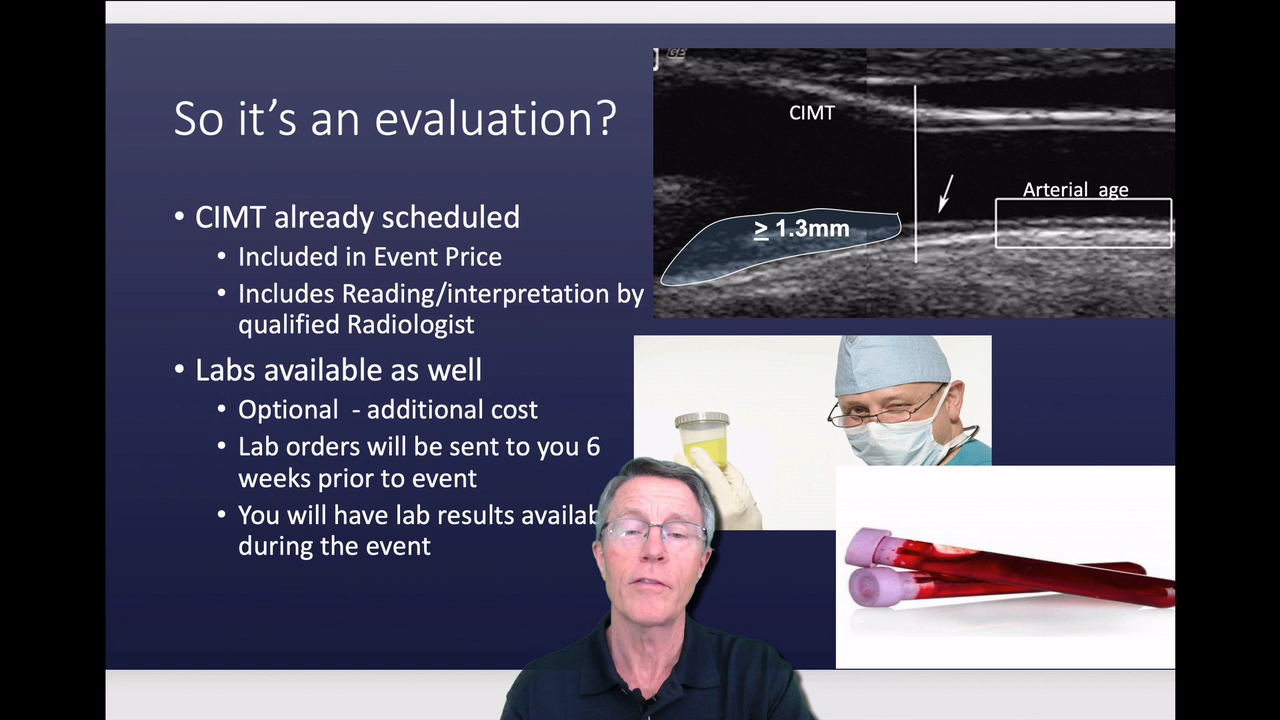 So it's an evaluation?
• CIMT already scheduled
• Included in Event Price
• Includes Reading/interpretation by
qualified Radiologist
• Labs available as well
• Optional - additional cost
• Lab orders will be sent to you 6
weeks prior to event
• You will have lab results availab
during the event
GE
CIMT
Arterial age
≥ 1.3mm